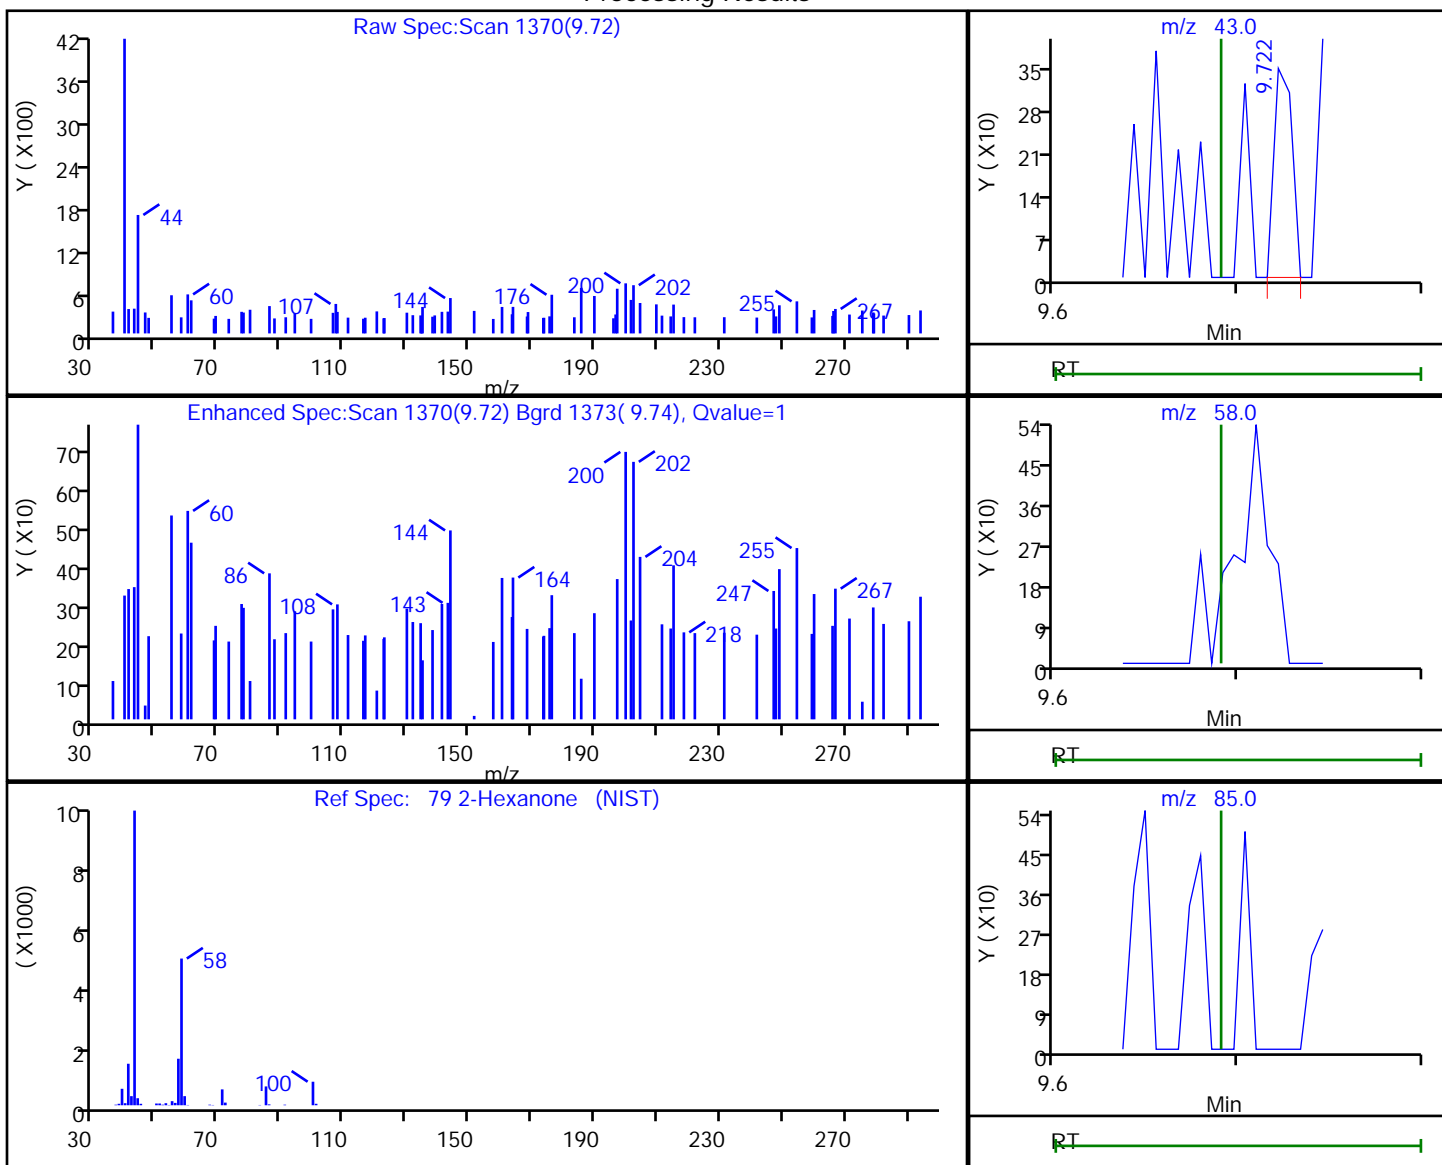 Processing Results
Raw Spec:Scan 1370(9.72)
42
36
30
24
18
12
6
0
Y ( X100)
44
60
107
144
176
200
202
255
267
30 70 110 150 190 230 270
m/z
m/z 43.0
35
28
21
14
7
0
Y ( X10)
9.722
9.6
Min
RT
Enhanced Spec:Scan 1370(9.72) Bgrd 1373( 9.74), Qvalue=1
70
60
50
40
30
20
10
0
Y ( X10)
60
86
108
143
144
164
200
202
204
218
247
255
267
30 70 110 150 190 230 270
m/z
m/z 58.0
54
45
36
27
18
9
0
Y ( X10)
9.6
Min
RT
Ref Spec: 79 2-Hexanone (NIST)
10
8
6
4
2
0
( X1000)
58
100
30 70 110 150 190 230 270
m/z 85.0
54
45
36
27
18
9
0
Y ( X10)
9.6
Min
RT